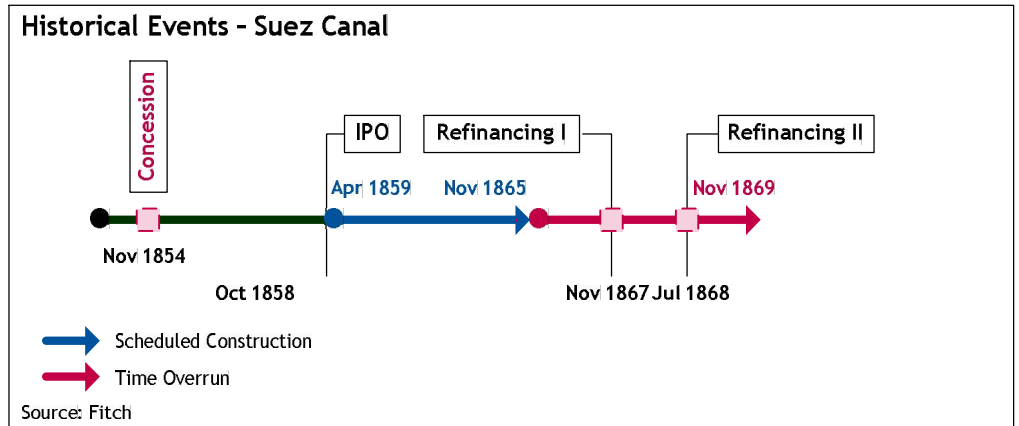 Historical Events – Suez Canal
Concession
IPO
Refinancing I
Refinancing II
Apr 1859
Nov 1865
Nov 1869
Nov 1854
Oct 1858
Nov 1867
Jul 1868
Scheduled Construction
Time Overrun
Source: Fitch